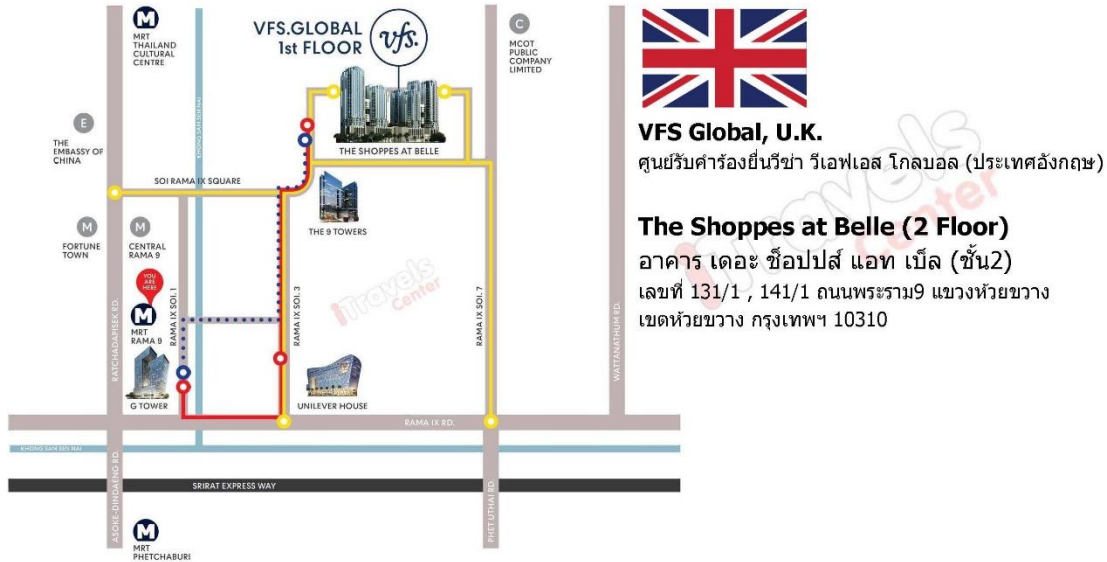 MRT
THAILAND
CULTURAL
CENTRE
VFS.GLOBAL
1st FLOOR
vfs.
C
MCOT
PUBLIC
COMPANY
LIMITED
E
THE
EMBASSY OF
CHINA
KHONG SAM SEN NAI
THE SHOPPES AT BELLE
SOI RAMA IX SQUARE
THE 9 TOWERS
M
FORTUNE
TOWN
M
CENTRAL
RAMA 9
YOU
ARE
HERE
M
MRT
RAMA 9
G TOWER
RATCHADAPISEK RD.
RAMA IX SOI. 1
RAMA IX SOI. 3
RAMA IX SOI. 7
WATTANATHUM RD.
UNILEVER HOUSE
RAMA IX RD.
KHONG SAM SEN NAI
SRIRAT EXPRESS WAY
ASOKE-DINDAENG RD.
PHET UTHAI RD.
M
MRT
PHETCHABURI
iTravels
Center
VFS Global, U.K.
ศูนย์รับคำร้องยื่นวีซ่า วีเอฟเอส โกลบอล (ประเทศอังกฤษ)
The Shoppes at Belle (2 Floor)
อาคาร เดอะ ช็อปปส์ แอท เบ็ล (ชั้น2)
เลขที่ 131/1 , 141/1 ถนนพระราม9 แขวงห้วยขวาง
เขตห้วยขวาง กรุงเทพฯ 10310
iTravels
Center